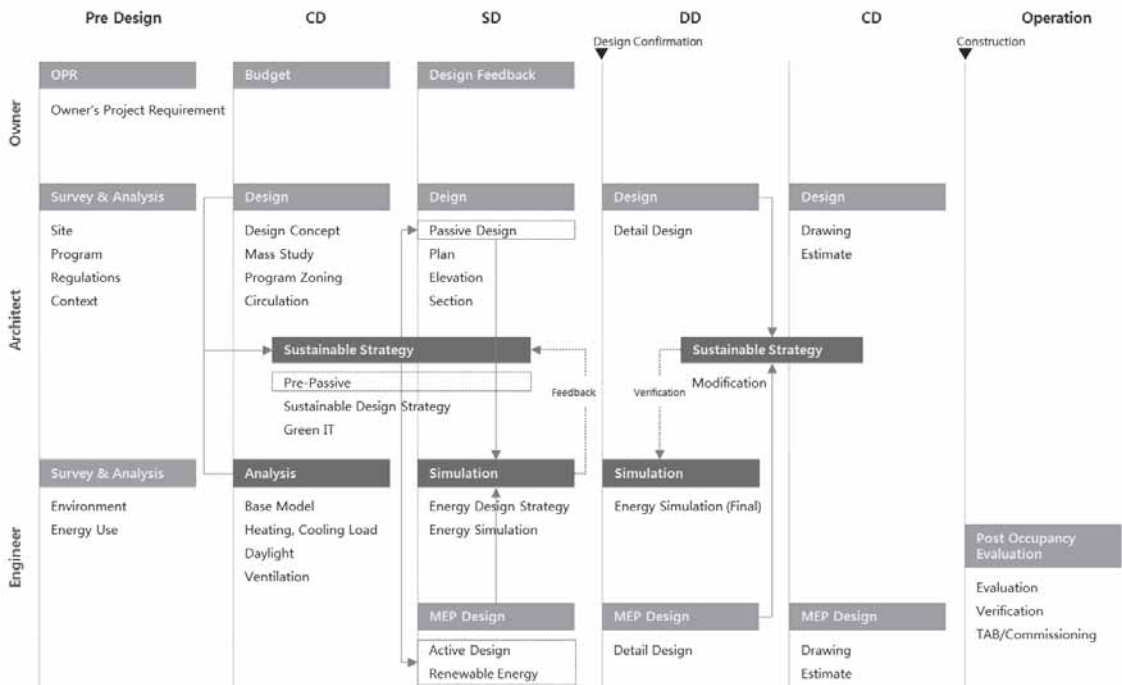 Pre Design
CD
SD
DD
CD
Operation
Design Confirmation
Construction
Owner
OPR
Owner's Project Requirement
Budget
Design Feedback
Architect
Survey & Analysis
Site
Program
Regulations
Context
Design
Design Concept
Mass Study
Program Zoning
Circulation
Deign
Passive Design
Plan
Elevation
Section
Design
Detail Design
Design
Drawing
Estimate
Sustainable Strategy
Pre-Passive
Sustainable Design Strategy
Green IT
Feedback
Verification
Sustainable Strategy
Modification
Engineer
Survey & Analysis
Environment
Energy Use
Analysis
Base Model
Heating, Cooling Load
Daylight
Ventilation
Simulation
Energy Design Strategy
Energy Simulation
Simulation
Energy Simulation (Final)
MEP Design
Active Design
Renewable Energy
MEP Design
Detail Design
MEP Design
Drawing
Estimate
Post Occupancy
Evaluation
Evaluation
Verification
TAB/Commissioning